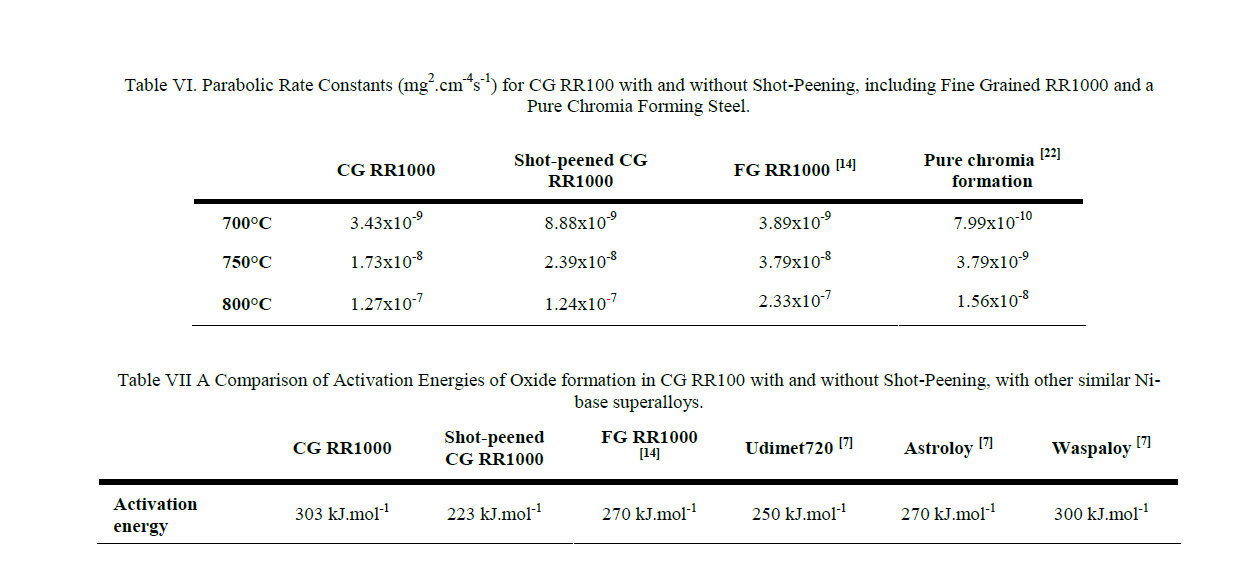 Table VI. Parabolic Rate Constants (mg².cm⁻⁴s⁻¹) for CG RR100 with and without Shot-Peening, including Fine Grained RR1000 and a
Pure Chromia Forming Steel.
CG RR1000 Shot-peened CG RR1000 FG RR1000 [14] Pure chromia [22] formation
700°C 3.43x10⁻⁹ 8.88x10⁻⁹ 3.89x10⁻⁹ 7.99x10⁻¹⁰
750°C 1.73x10⁻⁸ 2.39x10⁻⁸ 3.79x10⁻⁸ 3.79x10⁻⁹
800°C 1.27x10⁻⁷ 1.24x10⁻⁷ 2.33x10⁻⁷ 1.56x10⁻⁸
Table VII A Comparison of Activation Energies of Oxide formation in CG RR100 with and without Shot-Peening, with other similar Ni-
base superalloys.
CG RR1000 Shot-peened CG RR1000 FG RR1000 [14] Udimet720 [7] Astroloy [7] Waspaloy [7]
Activation energy 303 kJ.mol⁻¹ 223 kJ.mol⁻¹ 270 kJ.mol⁻¹ 250 kJ.mol⁻¹ 270 kJ.mol⁻¹ 300 kJ.mol⁻¹